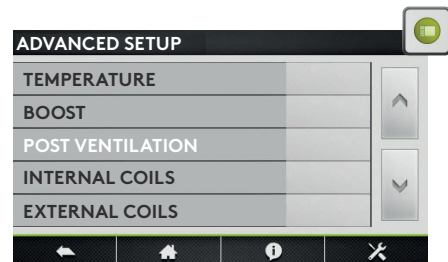 ADVANCED SETUP
TEMPERATURE
BOOST
POST VENTILATION
INTERNAL COILS
EXTERNAL COILS